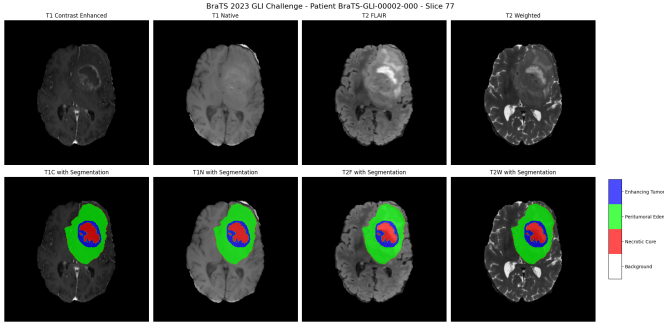 BraTS 2023 GLI Challenge - Patient BraTS-GLI-00002-000 - Slice 77
T1 Contrast Enhanced
T1 Native
T2 FLAIR
T2 Weighted
T1C with Segmentation
T1N with Segmentation
T2F with Segmentation
T2W with Segmentation
Enhancing Tumor
Peritumoral Edem
Necrotic Core
Background